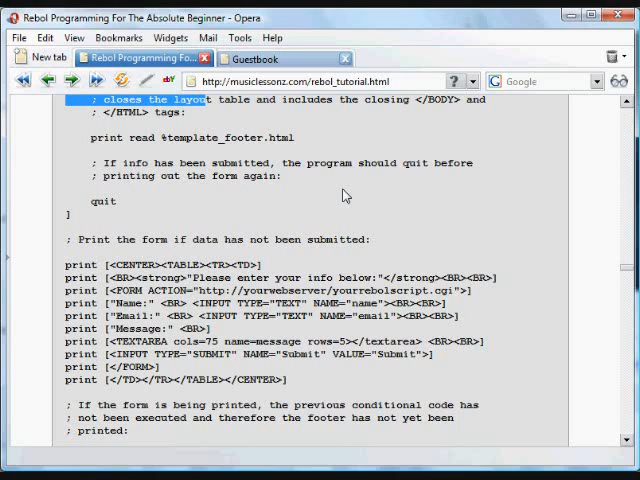 Rebol Programming For The Absolute Beginner - Opera
File Edit View Bookmarks Widgets Mail Tools Help
New tab Rebol Programming Fo... Guestbook
http://musiclessonz.com/rebol_tutorial.html ? Google
; closes the layout table and includes the closing </BODY> and
; </HTML> tags:
print read %template_footer.html
; If info has been submitted, the program should quit before
; printing out the form again:
quit
]
; Print the form if data has not been submitted:
print [<CENTER><TABLE><TR><TD>]
print [<BR><strong>"Please enter your info below:"</strong><BR><BR>]
print [<FORM ACTION="http://yourwebserver/yourrebolscript.cgi">]
print ["Name:" <BR> <INPUT TYPE="TEXT" NAME="name"><BR><BR>]
print ["Email:" <BR> <INPUT TYPE="TEXT" NAME="email"><BR><BR>]
print ["Message:" <BR>]
print [<TEXTAREA cols=75 name=message rows=5></textarea> <BR><BR>]
print [<INPUT TYPE="SUBMIT" NAME="Submit" VALUE="Submit">]
print [</FORM>]
print [</TD></TR></TABLE></CENTER>]
; If the form is being printed, the previous conditional code has
; not been executed and therefore the footer has not yet been
; printed: